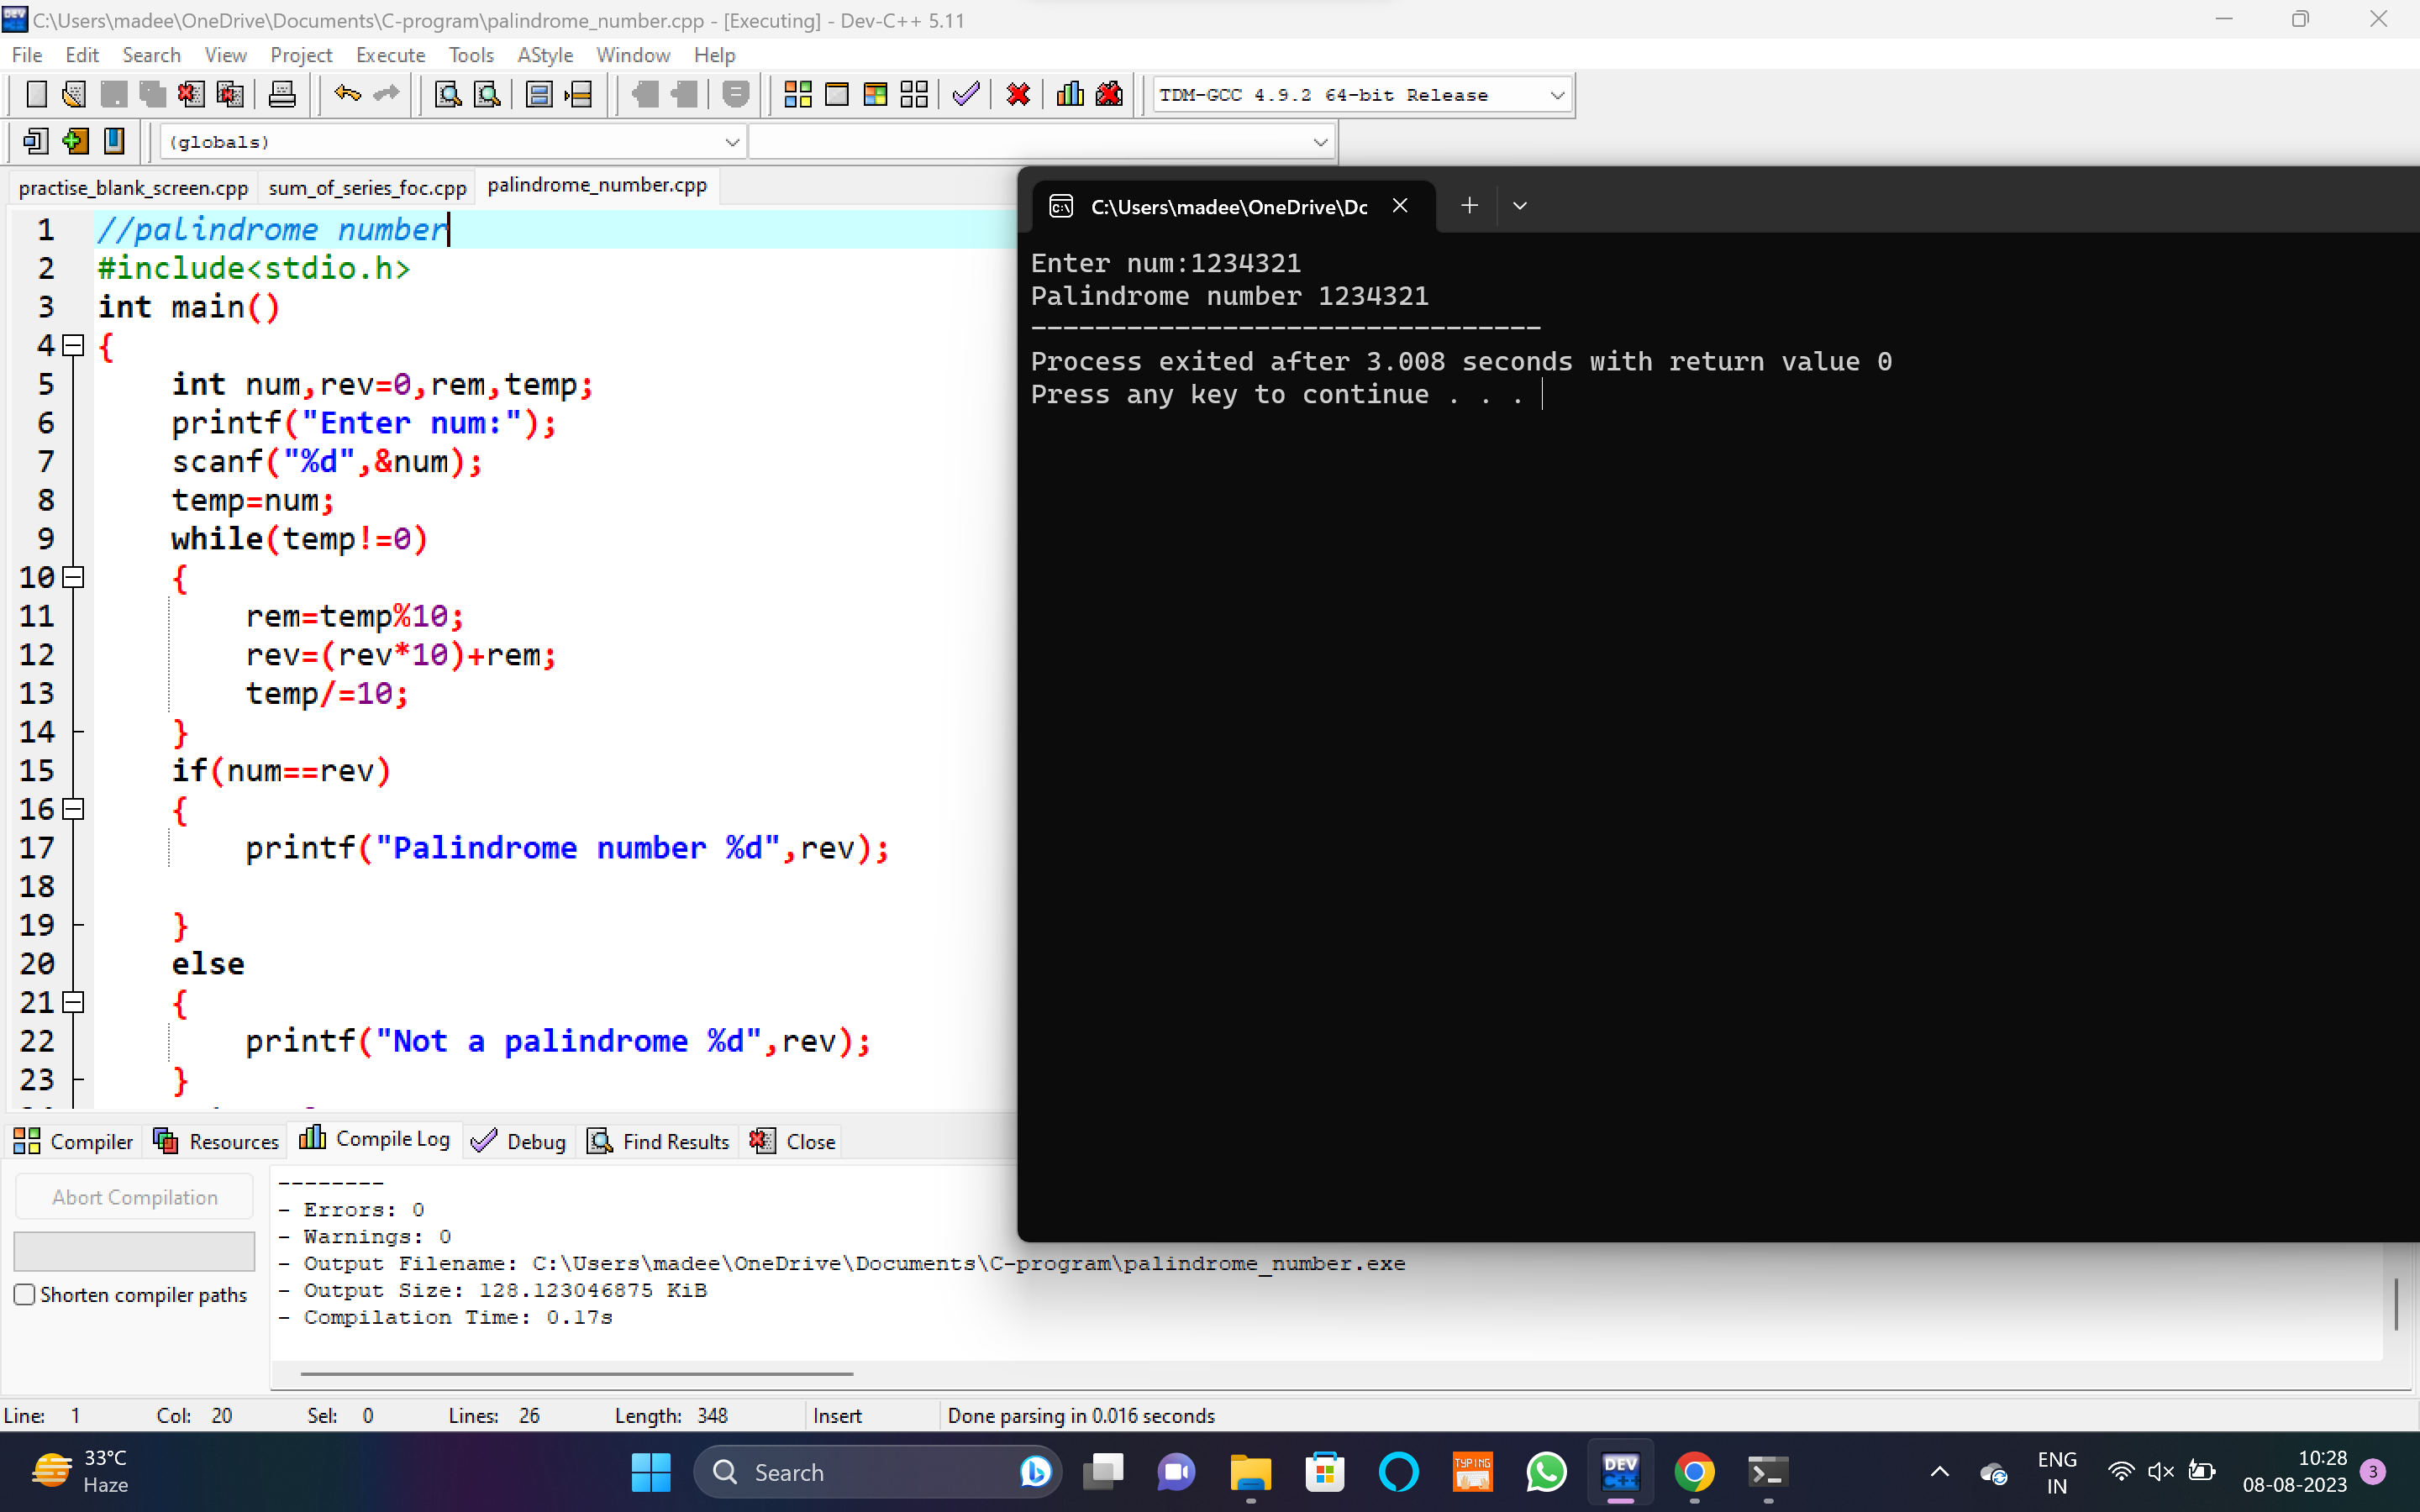 C:\Users\madee\OneDrive\Documents\C-program\palindrome_number.cpp - [Executing] - Dev-C++ 5.11
File Edit Search View Project Execute Tools AStyle Window Help
TDM-GCC 4.9.2 64-bit Release
(globals)
practise_blank_screen.cpp sum_of_series_foc.cpp palindrome_number.cpp
1 //palindrome number
2 #include<stdio.h>
3 int main()
4 {
5 int num,rev=0,rem,temp;
6 printf("Enter num:");
7 scanf("%d",&num);
8 temp=num;
9 while(temp!=0)
10 {
11 rem=temp%10;
12 rev=(rev*10)+rem;
13 temp/=10;
14 }
15 if(num==rev)
16 {
17 printf("Palindrome number %d",rev);
18
19 }
20 else
21 {
22 printf("Not a palindrome %d",rev);
23 }
C:\Users\madee\OneDrive\Dc
Enter num:1234321
Palindrome number 1234321
--------------------------------
Process exited after 3.008 seconds with return value 0
Press any key to continue . . .
Compiler Resources Compile Log Debug Find Results Close
Abort Compilation
Shorten compiler paths
--------
- Errors: 0
- Warnings: 0
- Output Filename: C:\Users\madee\OneDrive\Documents\C-program\palindrome_number.exe
- Output Size: 128.123046875 KiB
- Compilation Time: 0.17s
Line: 1 Col: 20 Sel: 0 Lines: 26 Length: 348 Insert Done parsing in 0.016 seconds
33°C
Haze
Search
TYPING
DEV
C++
ENG
IN
10:28
08-08-2023
3